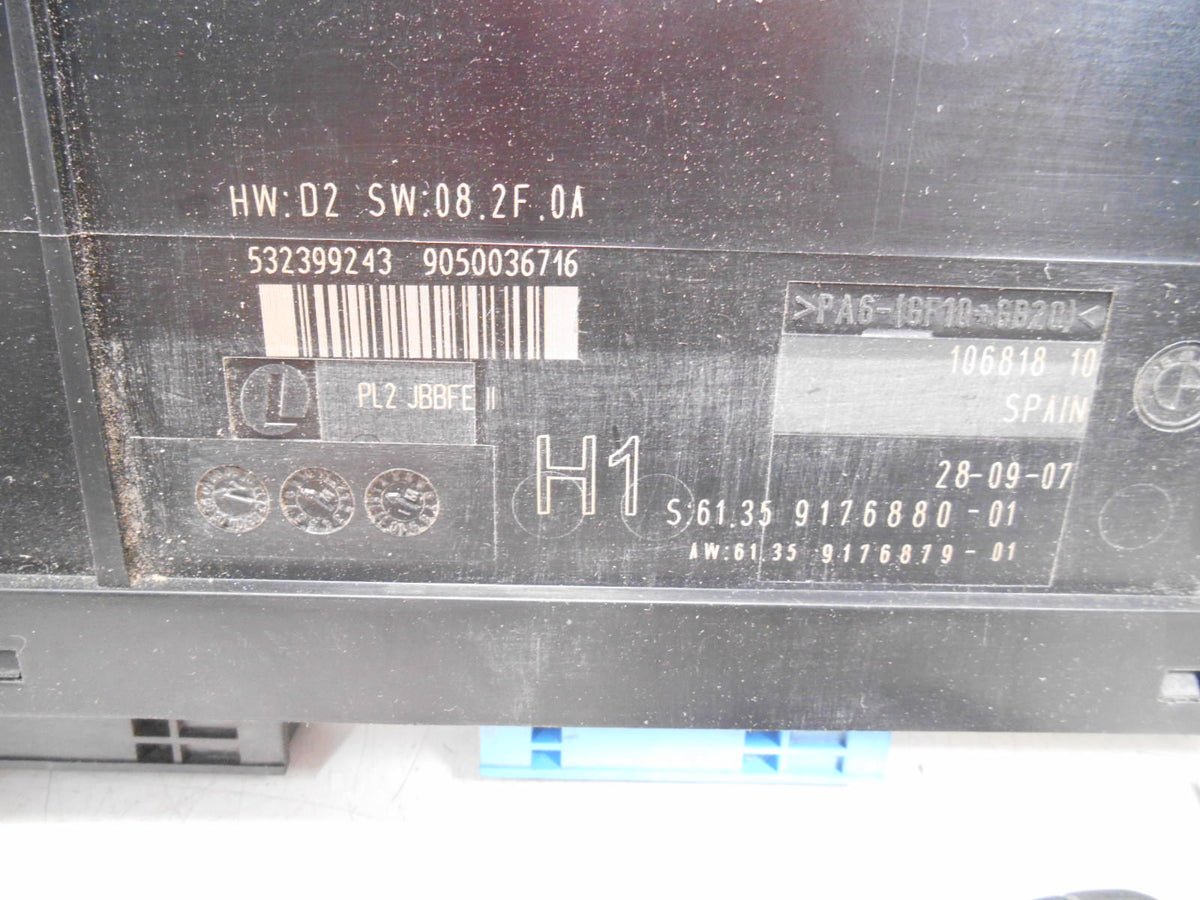 HW:D2 SW:08.2F.0A
532399243 9050036716
>PA6-(GF10+GB20)<
106818 10
L PL2 JBBFE II
SPAIN
H1
28-09-07
S:61.35 9176880-01
AW:61.35 9176879-01